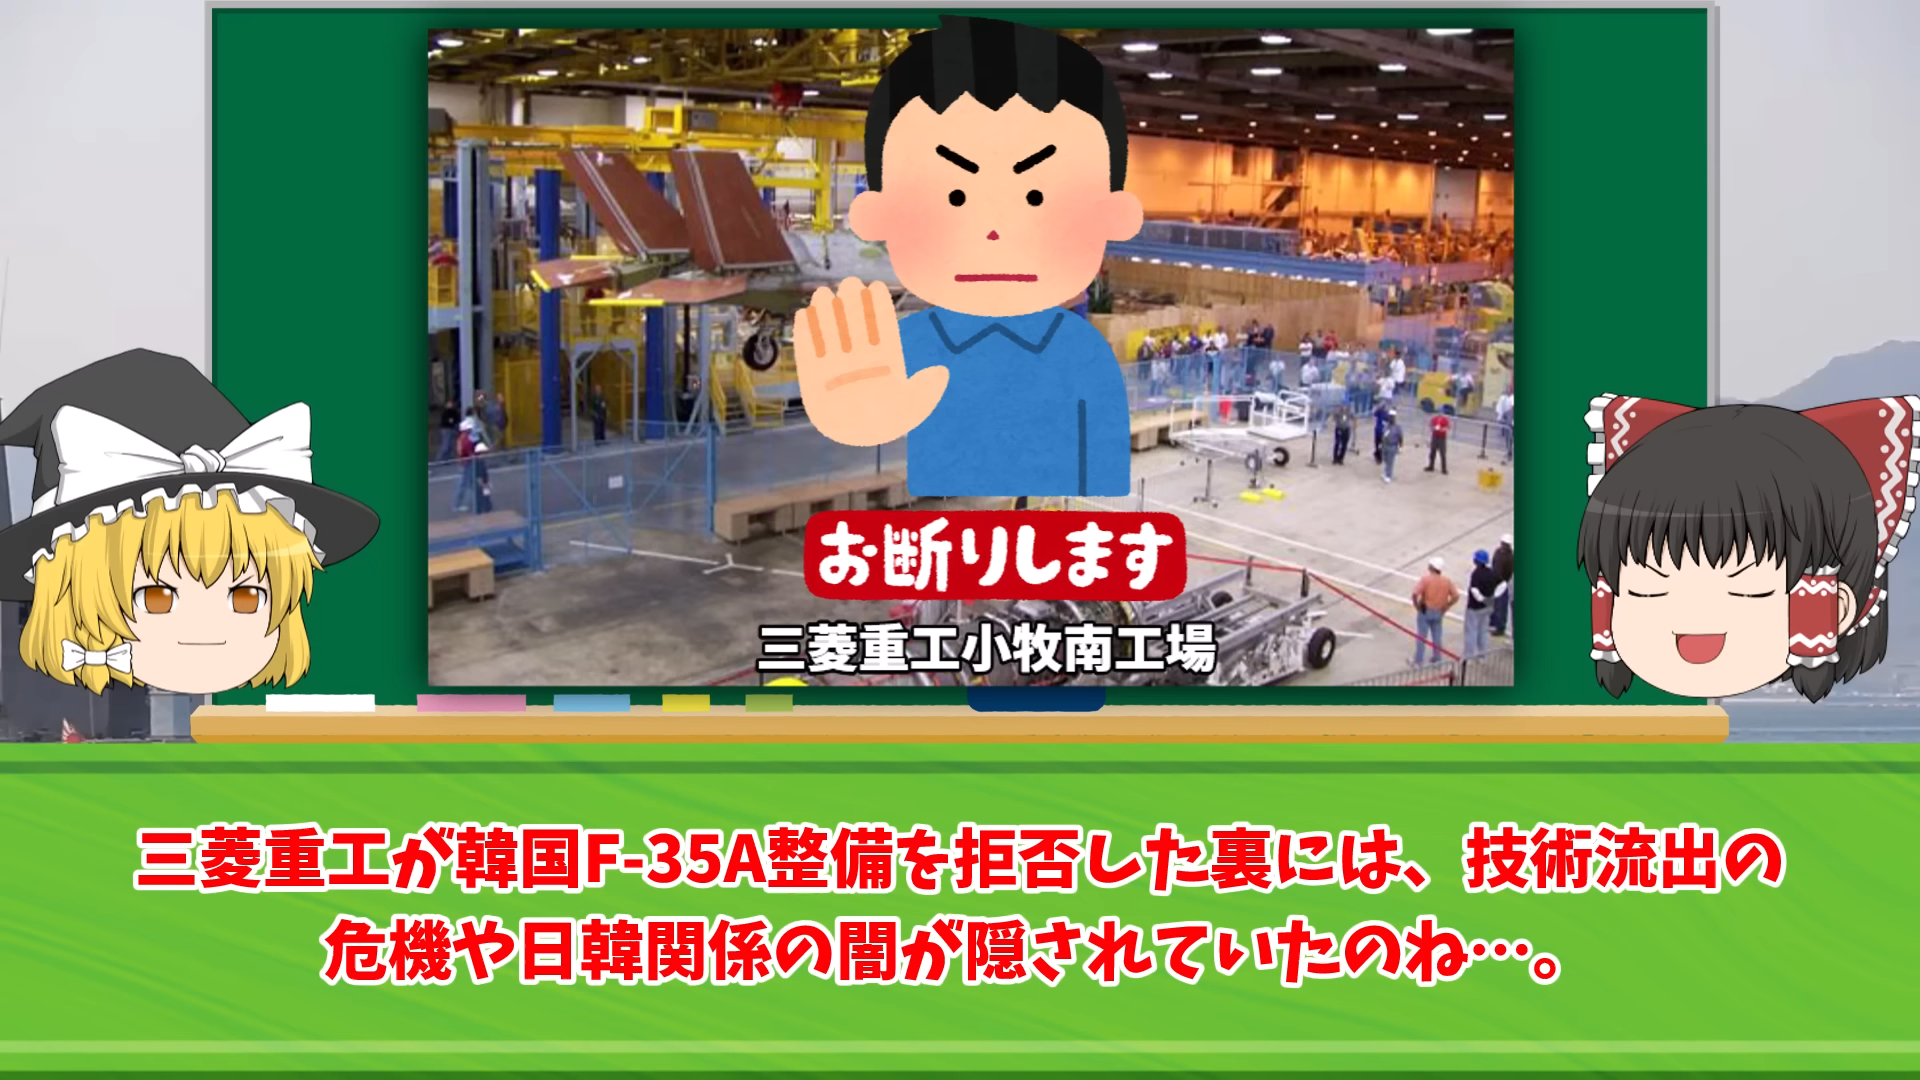 お断りします
三菱重工小牧南工場
三菱重工が韓国F-35A整備を拒否した裏には、技術流出の
危機や日韓関係の闇が隠されていたのね…。